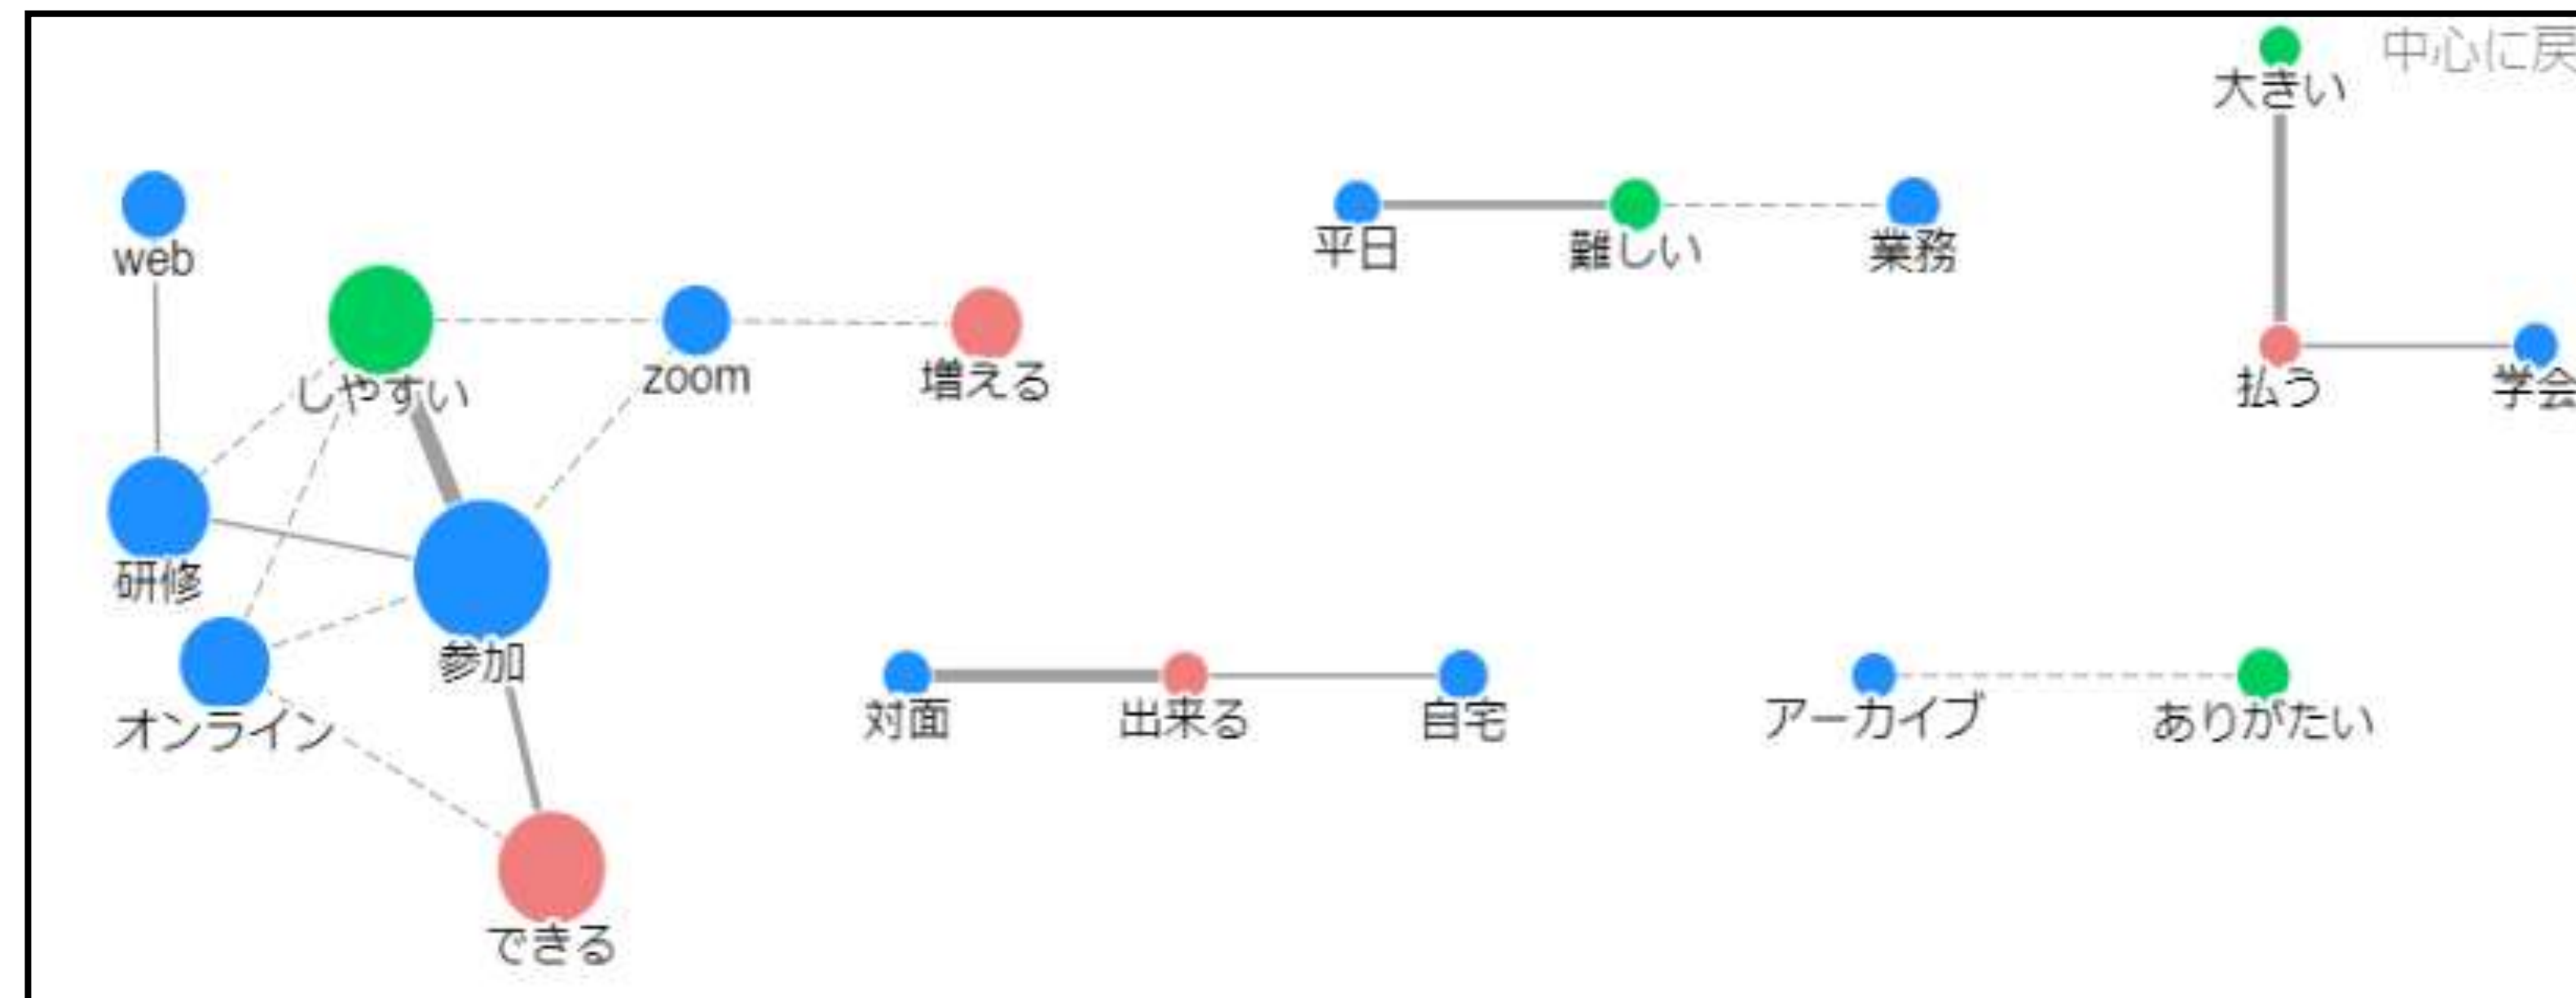 大きい
中心に戻
web
平日
難しい
業務
しやすい
zoom
増える
払う
学会
研修
参加
オンライン
対面
出来る
自宅
アーカイブ
ありがたい
できる